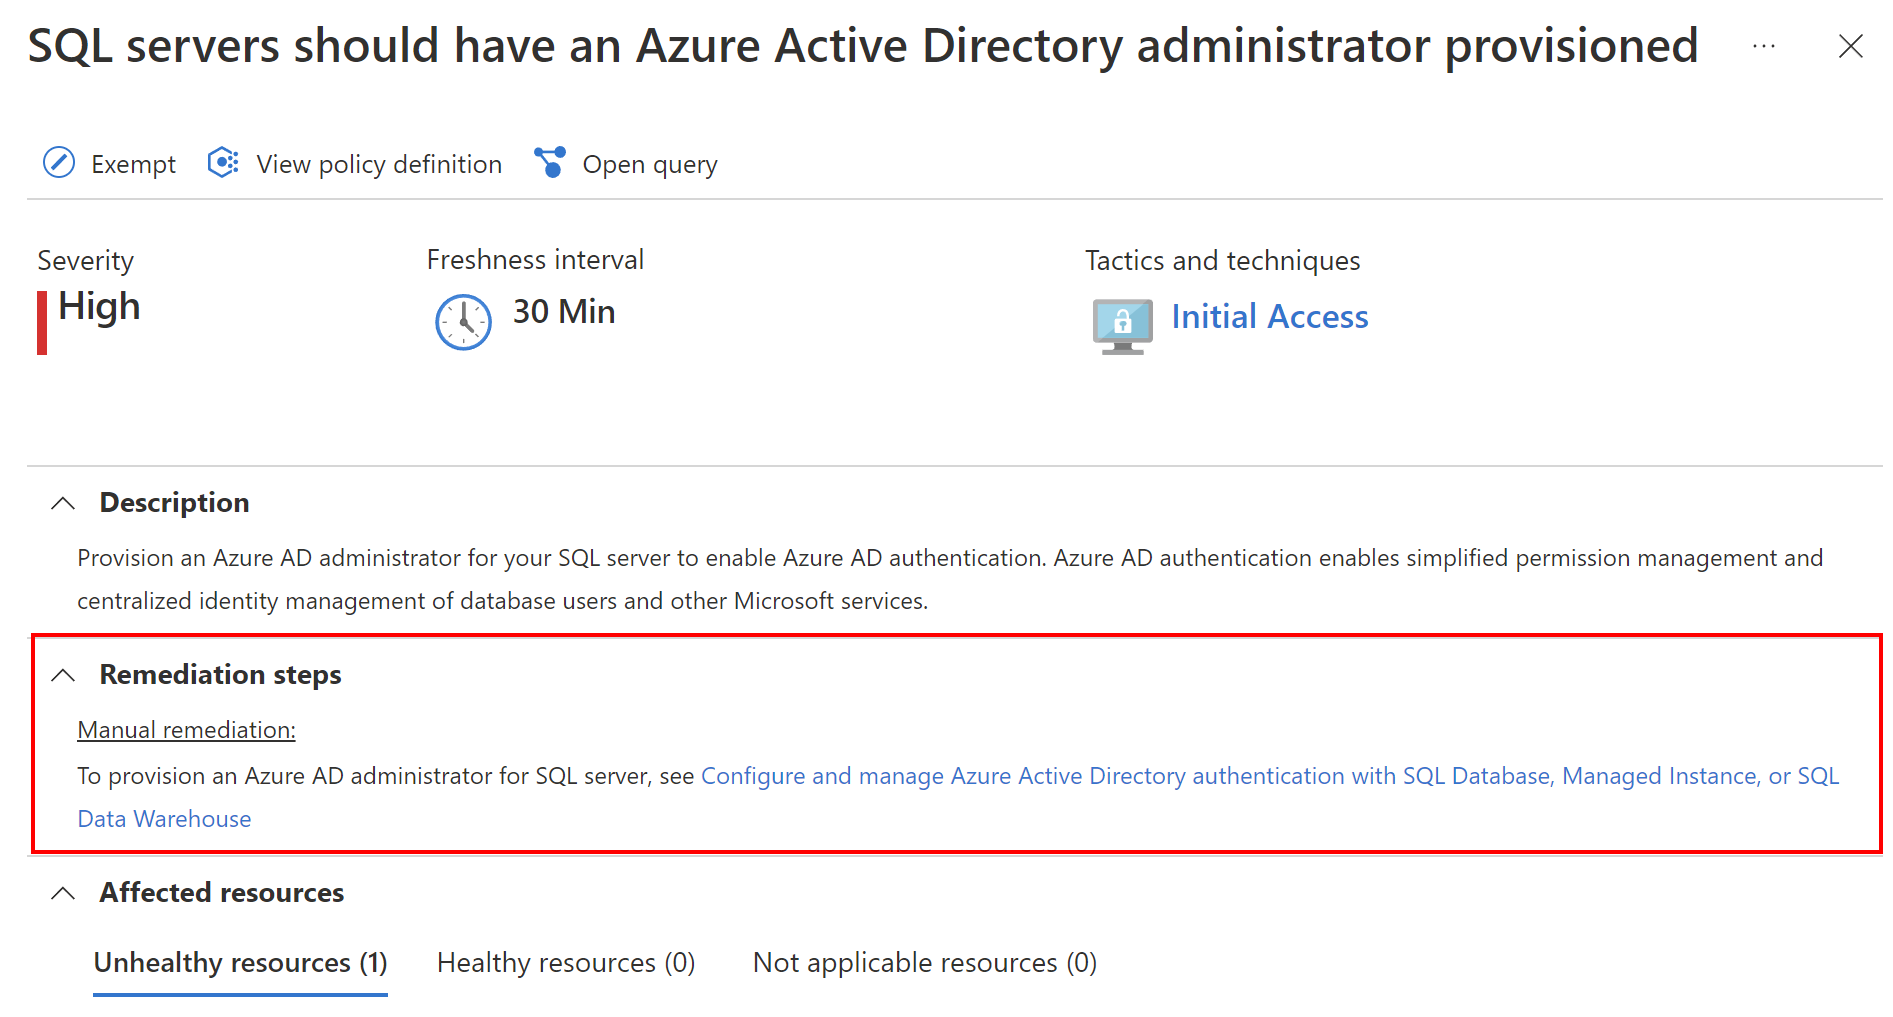 SQL servers should have an Azure Active Directory administrator provisioned
Exempt
View policy definition
Open query
Severity
High
Freshness interval
30 Min
Tactics and techniques
Initial Access
Description
Provision an Azure AD administrator for your SQL server to enable Azure AD authentication. Azure AD authentication enables simplified permission management and
centralized identity management of database users and other Microsoft services.
Remediation steps
Manual remediation:
To provision an Azure AD administrator for SQL server, see Configure and manage Azure Active Directory authentication with SQL Database, Managed Instance, or SQL
Data Warehouse
Affected resources
Unhealthy resources (1)
Healthy resources (0)
Not applicable resources (0)